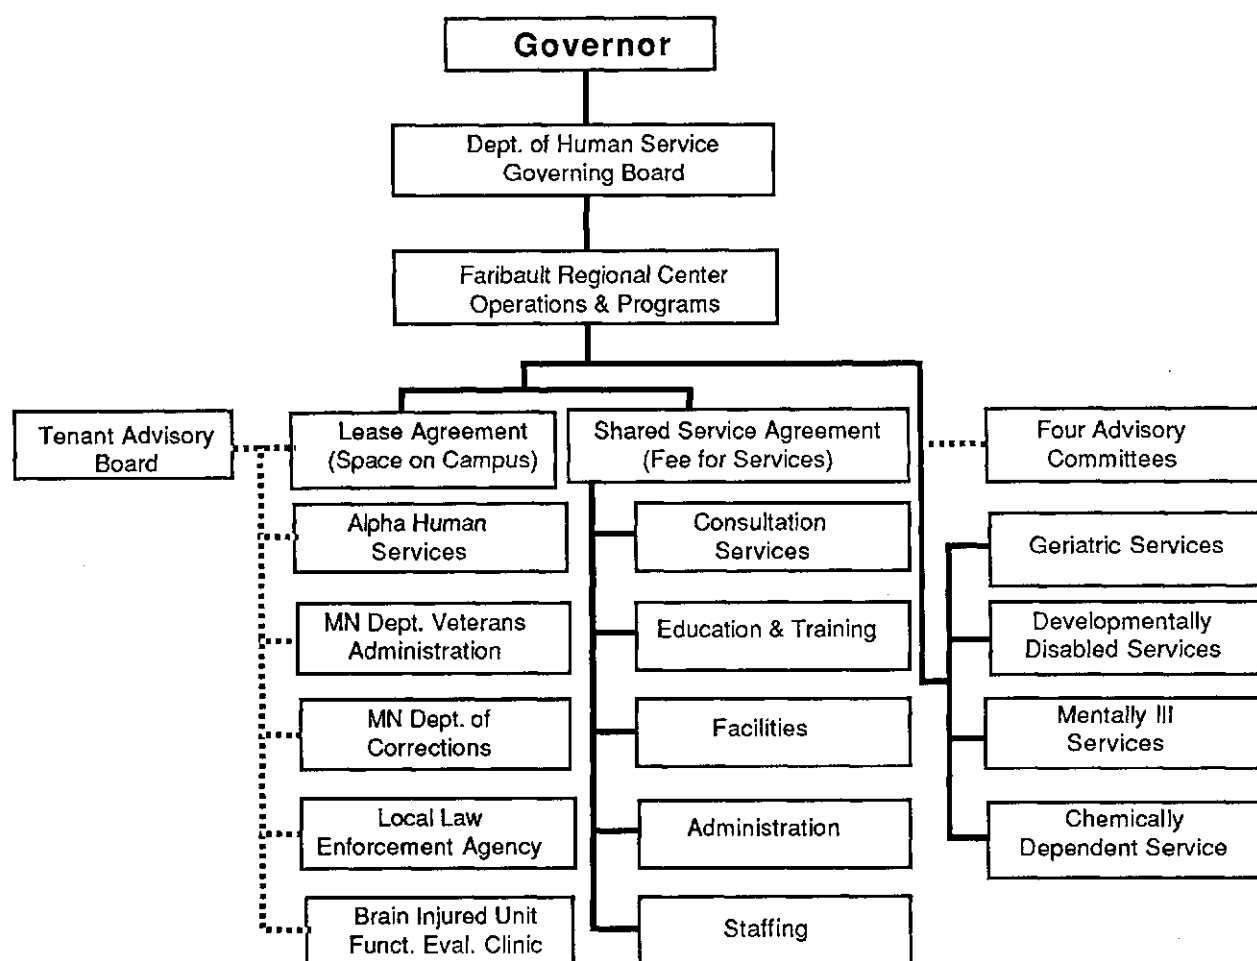 Governor
Dept. of Human Service
Governing Board
Faribault Regional Center
Operations & Programs
Tenant Advisory
Board
Lease Agreement
(Space on Campus)
Shared Service Agreement
(Fee for Services)
Four Advisory
Committees
Alpha Human
Services
MN Dept. Veterans
Administration
MN Dept. of
Corrections
Local Law
Enforcement Agency
Brain Injured Unit
Funct. Eval. Clinic
Consultation
Services
Education & Training
Facilities
Administration
Staffing
Geriatric Services
Developmentally
Disabled Services
Mentally Ill
Services
Chemically
Dependent Service